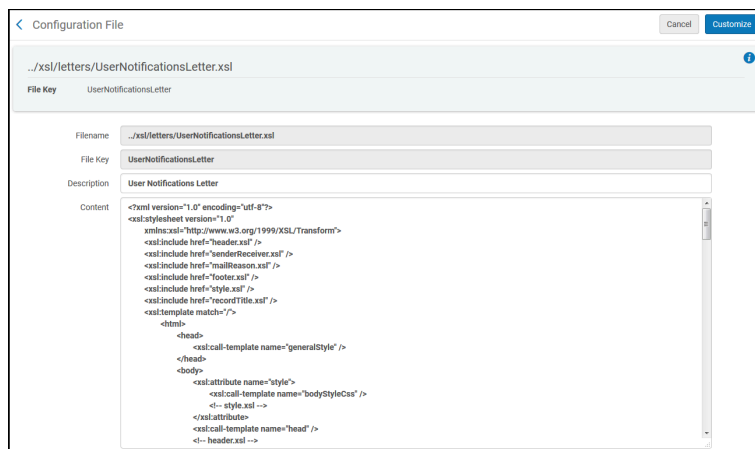 Configuration File
Cancel
Customize
../xsl/letters/UserNotificationsLetter.xsl
File Key UserNotificationsLetter
Filename ../xsl/letters/UserNotificationsLetter.xsl
File Key UserNotificationsLetter
Description User Notifications Letter
Content <?xml version="1.0" encoding="utf-8"?>
<xsl:stylesheet version="1.0"
xmlns:xsl="http://www.w3.org/1999/XSL/Transform">
<xsl:include href="header.xsl" />
<xsl:include href="senderReceiver.xsl" />
<xsl:include href="mailReason.xsl" />
<xsl:include href="footer.xsl" />
<xsl:include href="style.xsl" />
<xsl:include href="recordTitle.xsl" />
<xsl:template match="/">
<html>
<head>
<xsl:call-template name="generalStyle" />
</head>
<body>
<xsl:attribute name="style">
<xsl:call-template name="bodyStyleCss" />
<!-- style.xsl -->
</xsl:attribute>
<xsl:call-template name="head" />
<!-- header.xsl -->